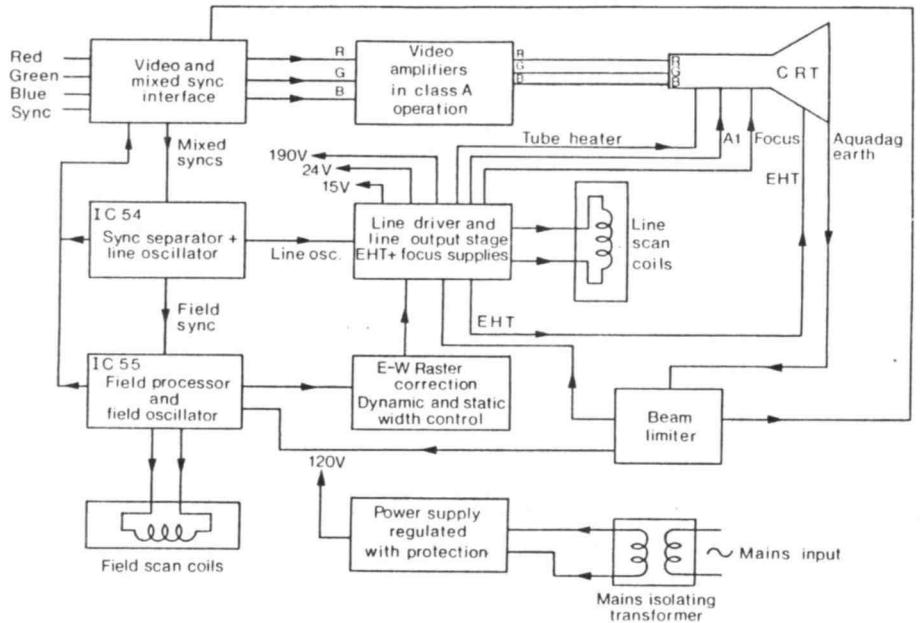 Red
Green
Blue
Sync
Video and
mixed sync
interface
R
G
B
Video
amplifiers
in class A
operation
R
G
B
R
G
B
CRT
Mixed
syncs
190V
24V
15V
Tube heater
A1
Focus
EHT
Aquadag
earth
IC 54
Sync separator +
line oscillator
Line osc.
Line driver and
line output stage
EHT+ focus supplies
Line
scan
coils
Field
sync
EHT
IC 55
Field processor
and
field oscillator
E-W Raster
correction
Dynamic and static
width control
Beam
limiter
120V
Field scan coils
Power supply
regulated
with protection
Mains input
Mains isolating
transformer